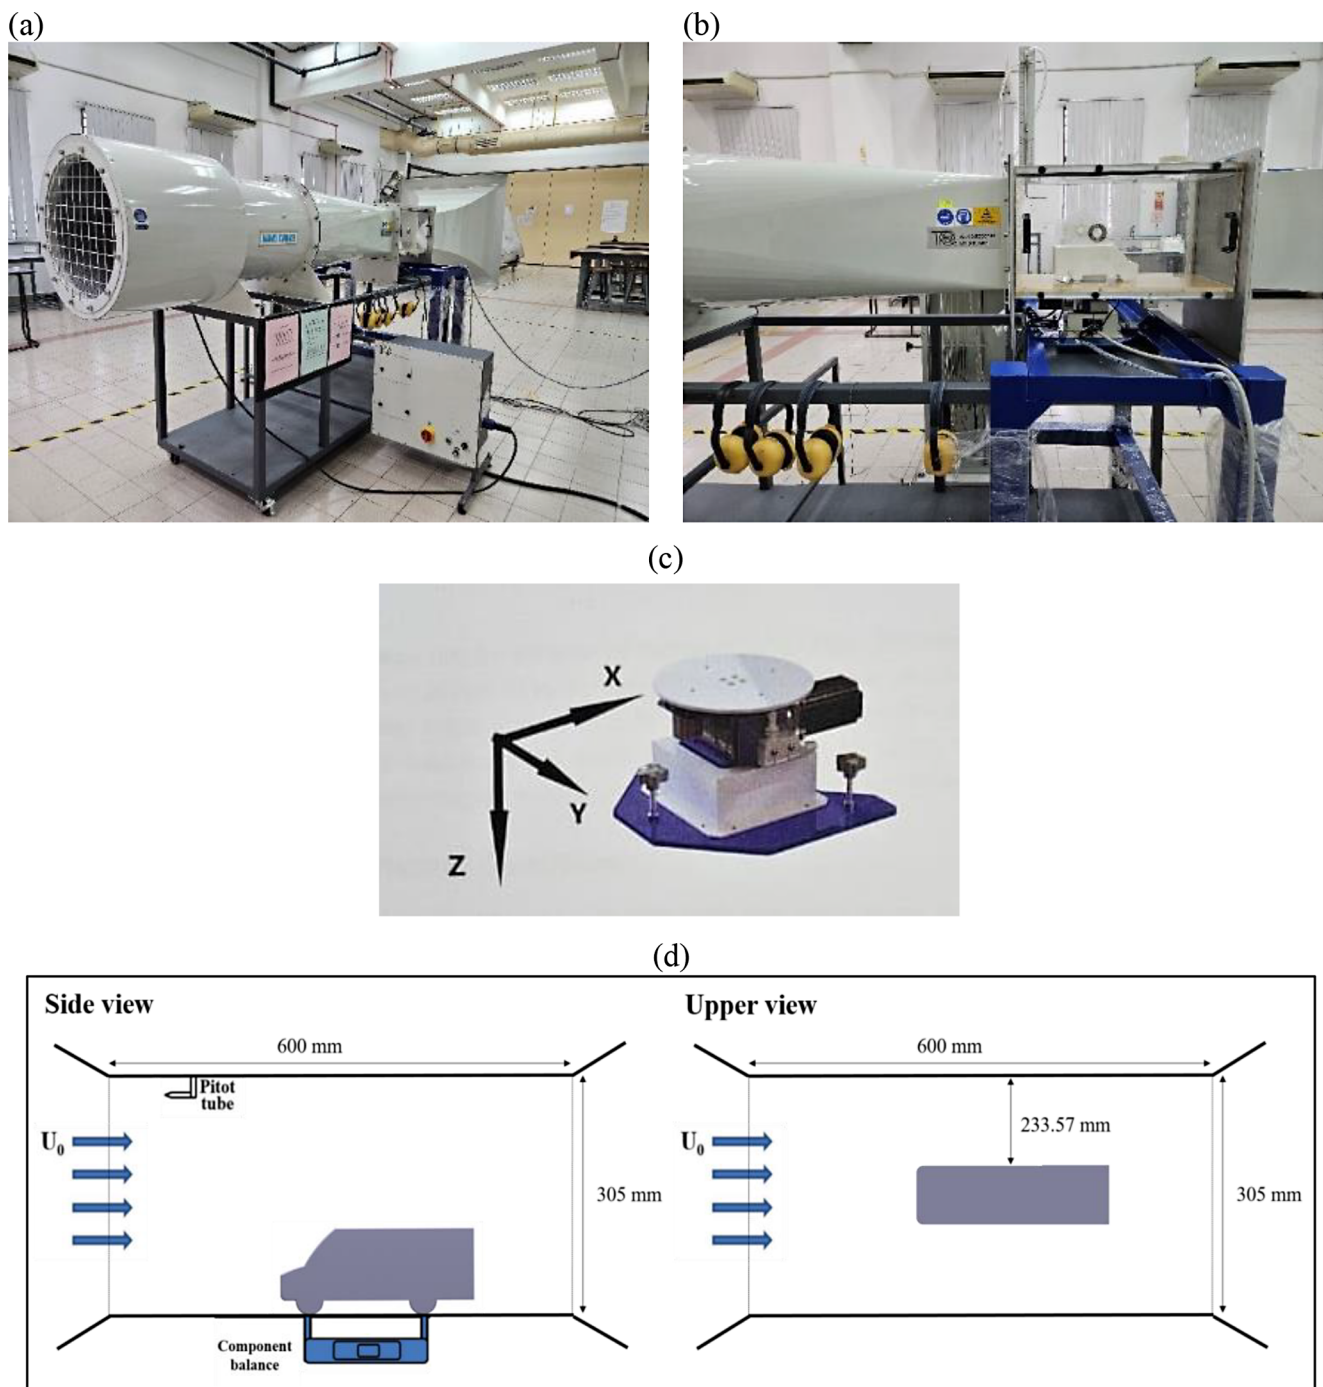 (a)
(b)
(c)
X
Y
Z
(d)
Side view
Upper view
600 mm
600 mm
Pitot
tube
U0
U0
233.57 mm
305 mm
305 mm
Component
balance